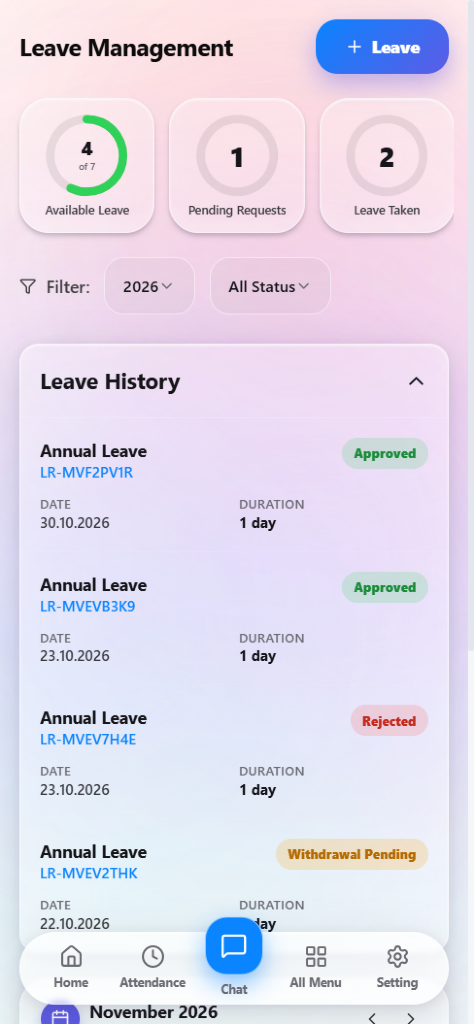 Leave Management
+ Leave
4
of 7
Available Leave
1
Pending Requests
2
Leave Taken
Filter:
2026
All Status
Leave History
Annual Leave
Approved
LR-MVF2PV1R
DATE
DURATION
30.10.2026
1 day
Annual Leave
Approved
LR-MVEVB3K9
DATE
DURATION
23.10.2026
1 day
Annual Leave
Rejected
LR-MVEV7H4E
DATE
DURATION
23.10.2026
1 day
Annual Leave
Withdrawal Pending
LR-MVEV2THK
DATE
DURATION
22.10.2026
day
Home
Attendance
Chat
All Menu
Setting
November 2026